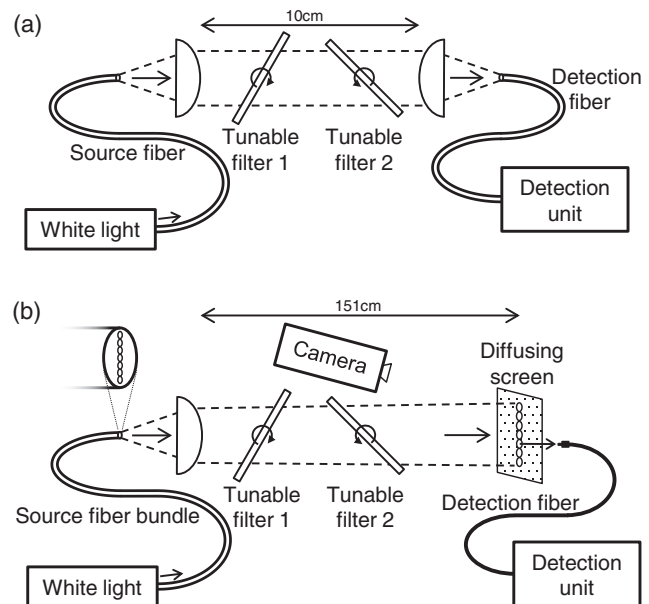 (a)
10cm
Detection
fiber
Source fiber
Tunable
filter 1
Tunable
filter 2
White light
Detection
unit
(b)
151cm
Camera
Diffusing
screen
Tunable
filter 1
Tunable
filter 2
Source fiber bundle
Detection fiber
White light
Detection
unit